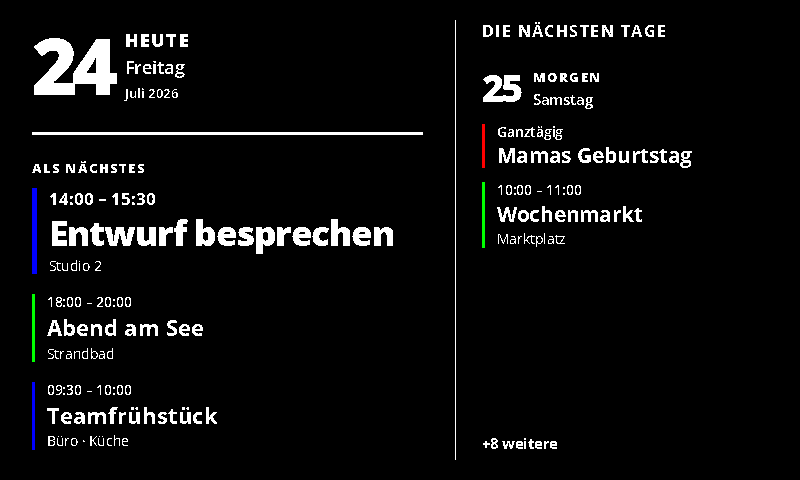 24
HEUTE
Freitag
Juli 2026
ALS NÄCHSTES
14:00 – 15:30
Entwurf besprechen
Studio 2
18:00 – 20:00
Abend am See
Strandbad
09:30 – 10:00
Teamfrühstück
Büro · Küche
DIE NÄCHSTEN TAGE
25
MORGEN
Samstag
Ganztägig
Mamas Geburtstag
10:00 – 11:00
Wochenmarkt
Marktplatz
+8 weitere